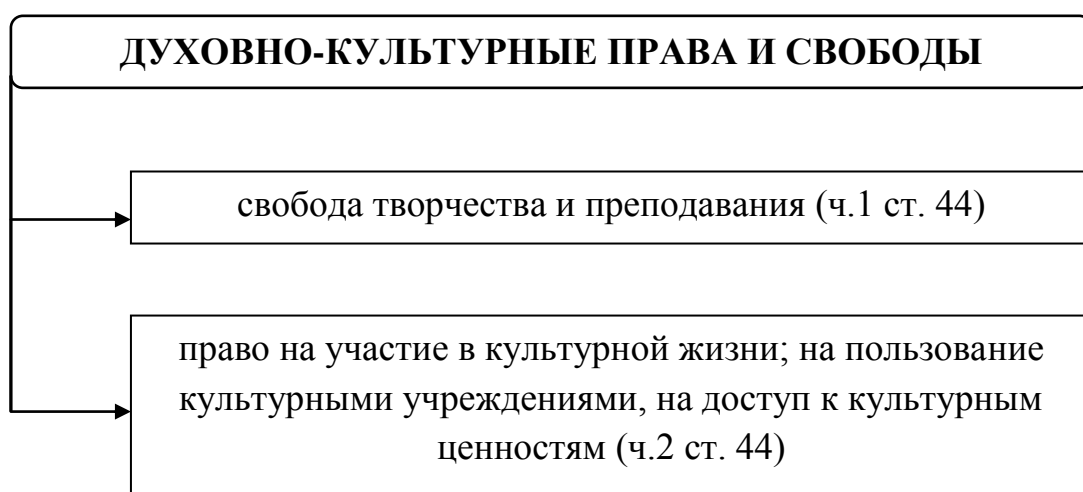 ДУХОВНО-КУЛЬТУРНЫЕ ПРАВА И СВОБОДЫ
свобода творчества и преподавания (ч.1 ст. 44)
право на участие в культурной жизни; на пользование
культурными учреждениями, на доступ к культурным
ценностям (ч.2 ст. 44)